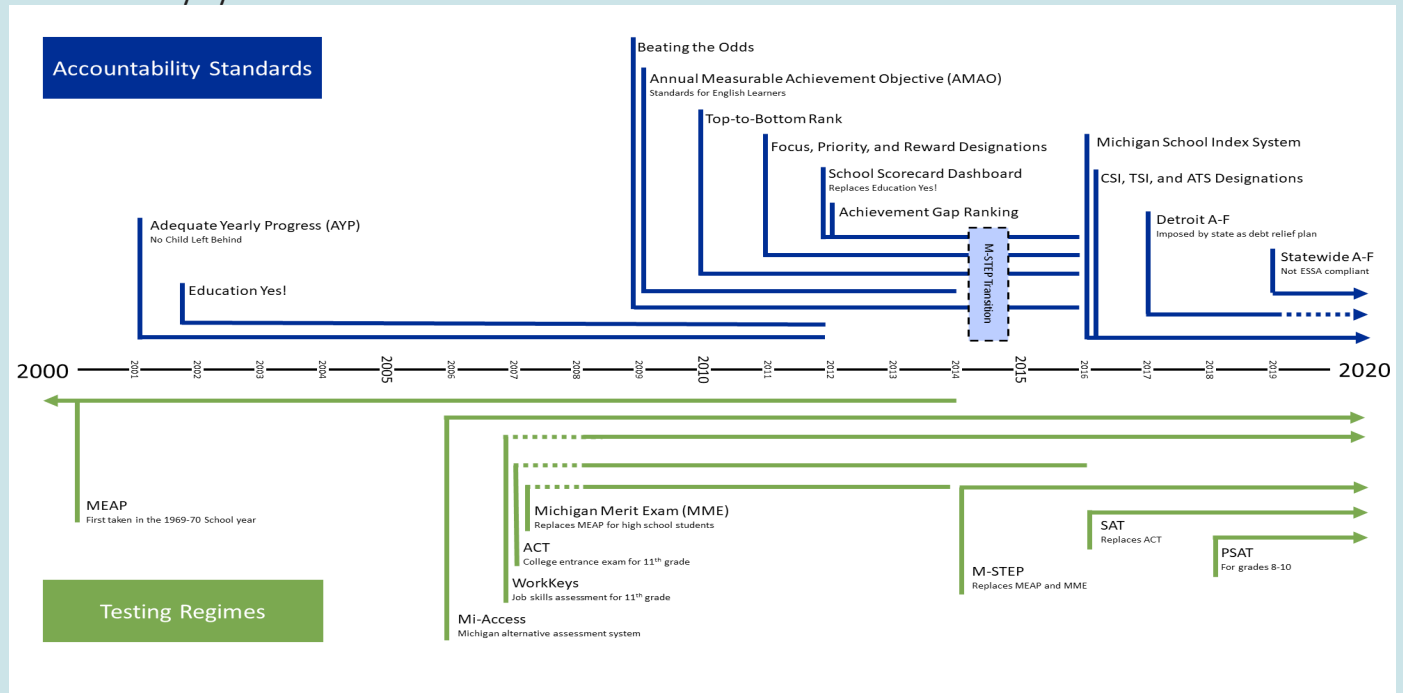 Accountability Standards
Beating the Odds
Annual Measurable Achievement Objective (AMAO)
Standards for English Learners
Top-to-Bottom Rank
Focus, Priority, and Reward Designations
School Scorecard Dashboard
Replaces Education Yes!
Achievement Gap Ranking
Michigan School Index System
CSI, TSI, and ATS Designations
Detroit A-F
Imposed by state as debt relief plan
Statewide A-F
Not ESSA compliant
Adequate Yearly Progress (AYP)
No Child Left Behind
Education Yes!
M-STEP Transition
2000
2001
2002
2003
2004
2005
2006
2007
2008
2009
2010
2011
2012
2013
2014
2015
2016
2017
2018
2019
2020
MEAP
First taken in the 1969-70 School year
Michigan Merit Exam (MME)
Replaces MEAP for high school students
ACT
College entrance exam for 11th grade
WorkKeys
Job skills assessment for 11th grade
Mi-Access
Michigan alternative assessment system
M-STEP
Replaces MEAP and MME
SAT
Replaces ACT
PSAT
For grades 8-10
Testing Regimes